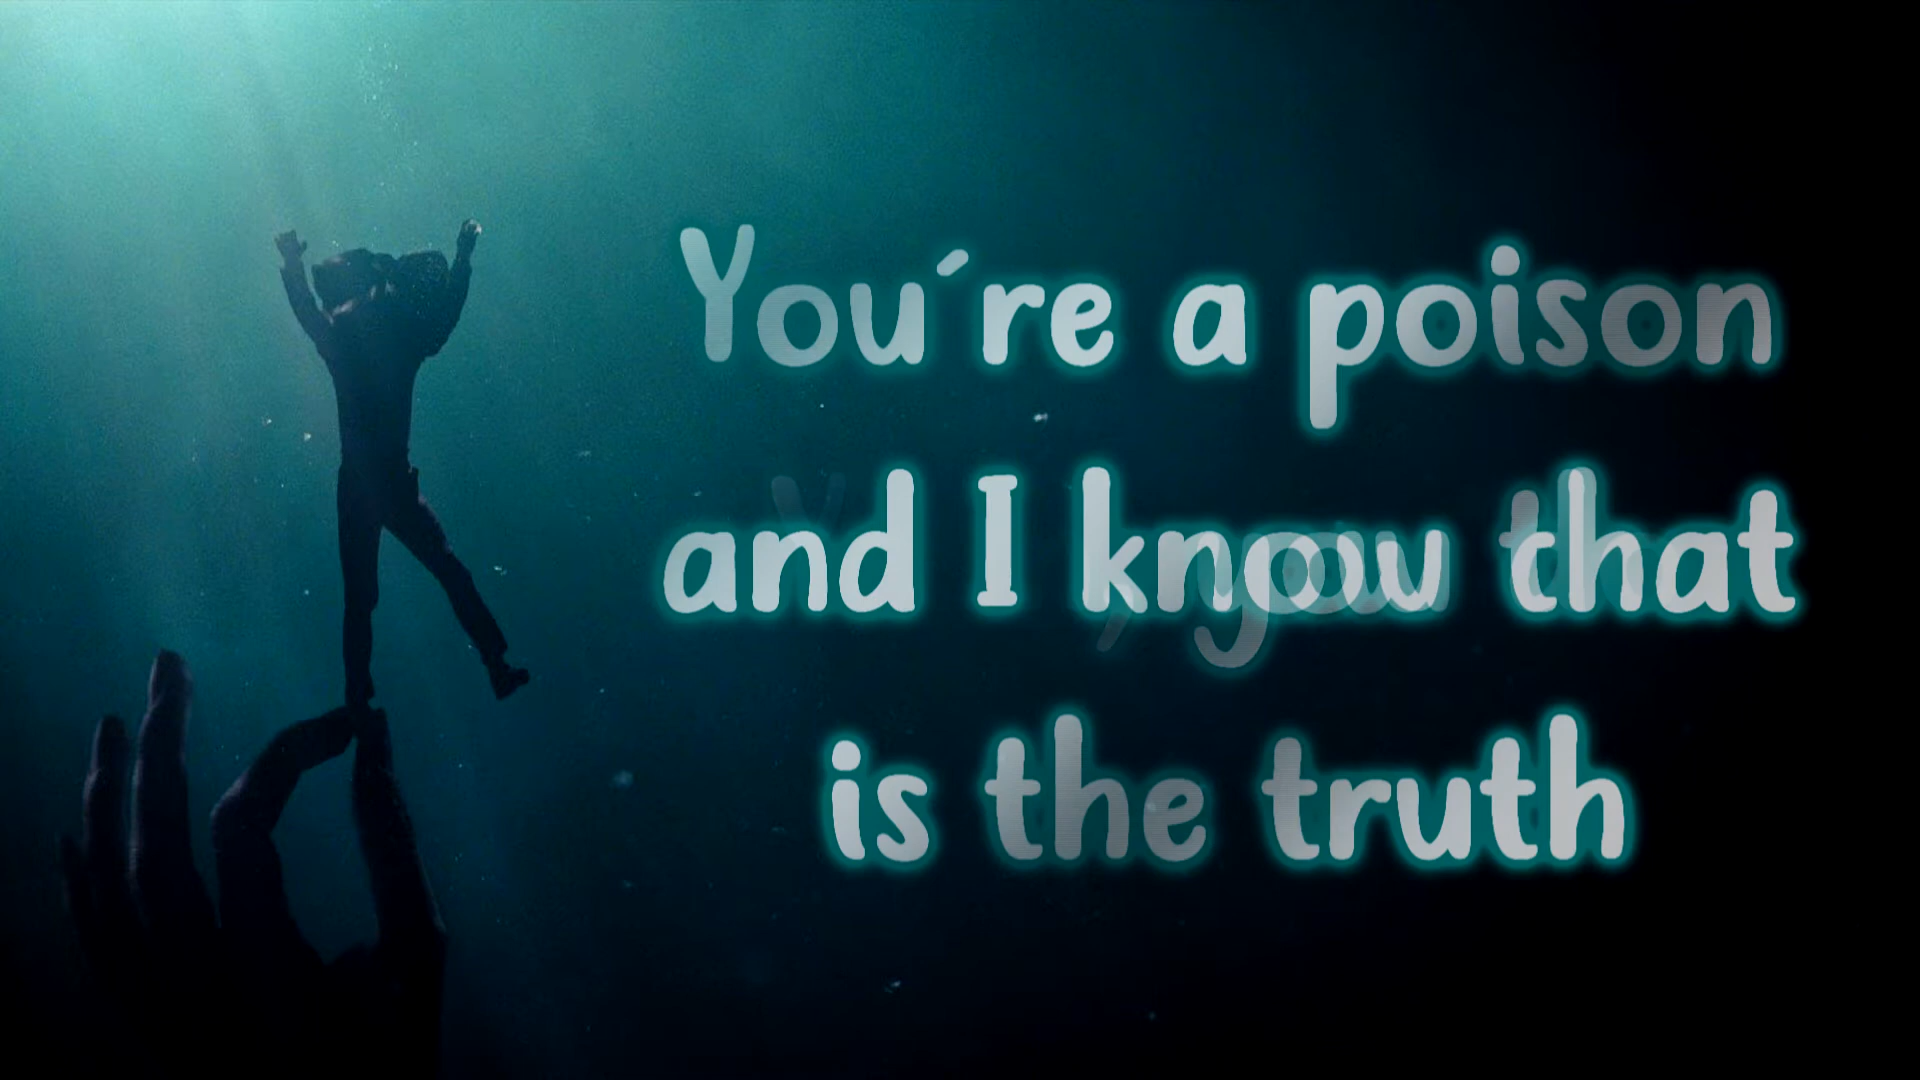 You´re a poison
and I know that
is the truth